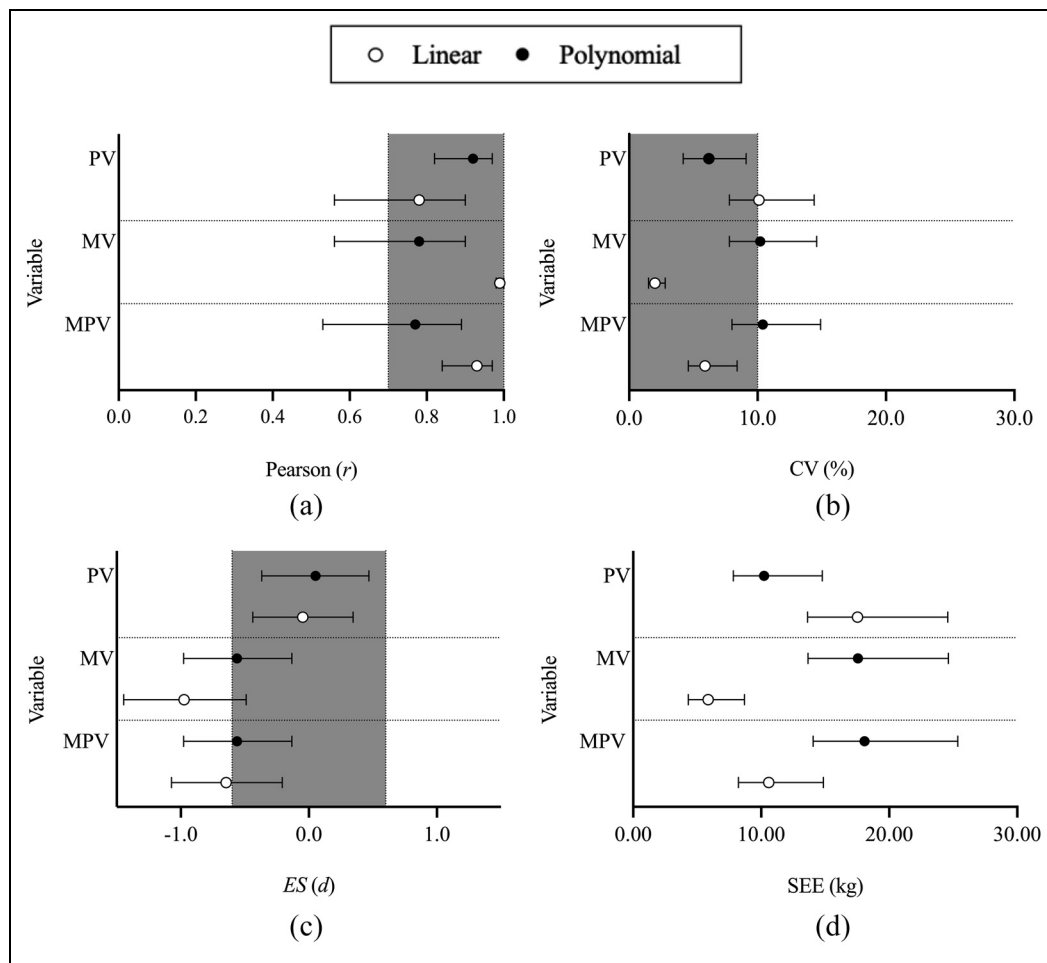 Linear Polynomial
PV
MV
MPV
Variable
0.0 0.2 0.4 0.6 0.8 1.0
Pearson (r)
(a)
PV
MV
MPV
Variable
0.0 10.0 20.0 30.0
CV (%)
(b)
PV
MV
MPV
Variable
-1.0 0.0 1.0
ES (d)
(c)
PV
MV
MPV
Variable
0.00 10.00 20.00 30.00
SEE (kg)
(d)